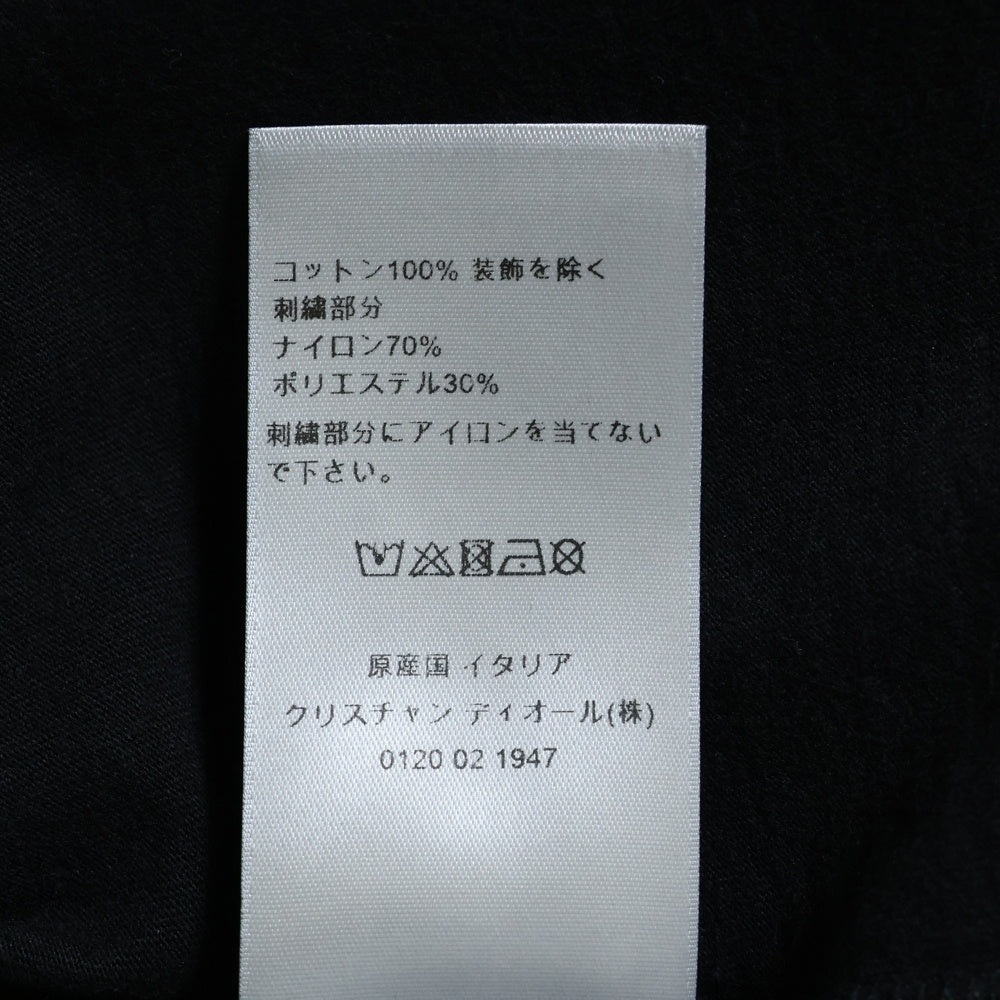 コットン100% 装飾を除く
刺繍部分
ナイロン70%
ポリエステル30%
刺繍部分にアイロンを当てない
で下さい。
原産国 イタリア
クリスチャン ディオール(株)
0120 02 1947